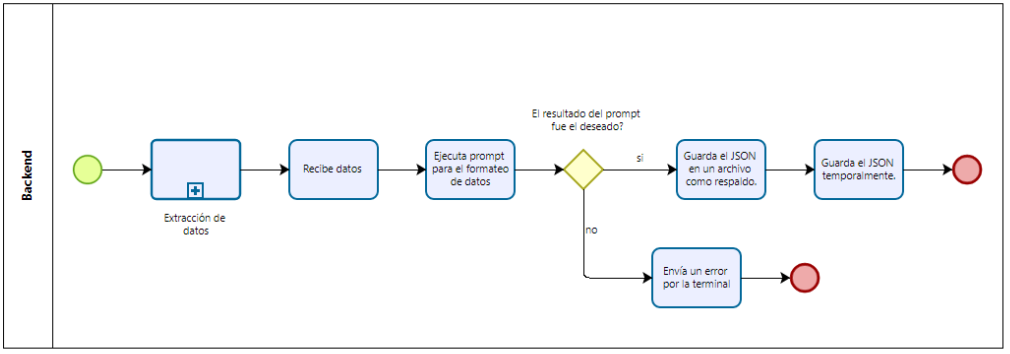 Backend
Extracción de
datos
Recibe datos
Ejecuta prompt
para el formateo
de datos
El resultado del prompt
fue el deseado?
si
Guarda el JSON
en un archivo
como respaldo.
Guarda el JSON
temporalmente.
no
Envía un error
por la terminal